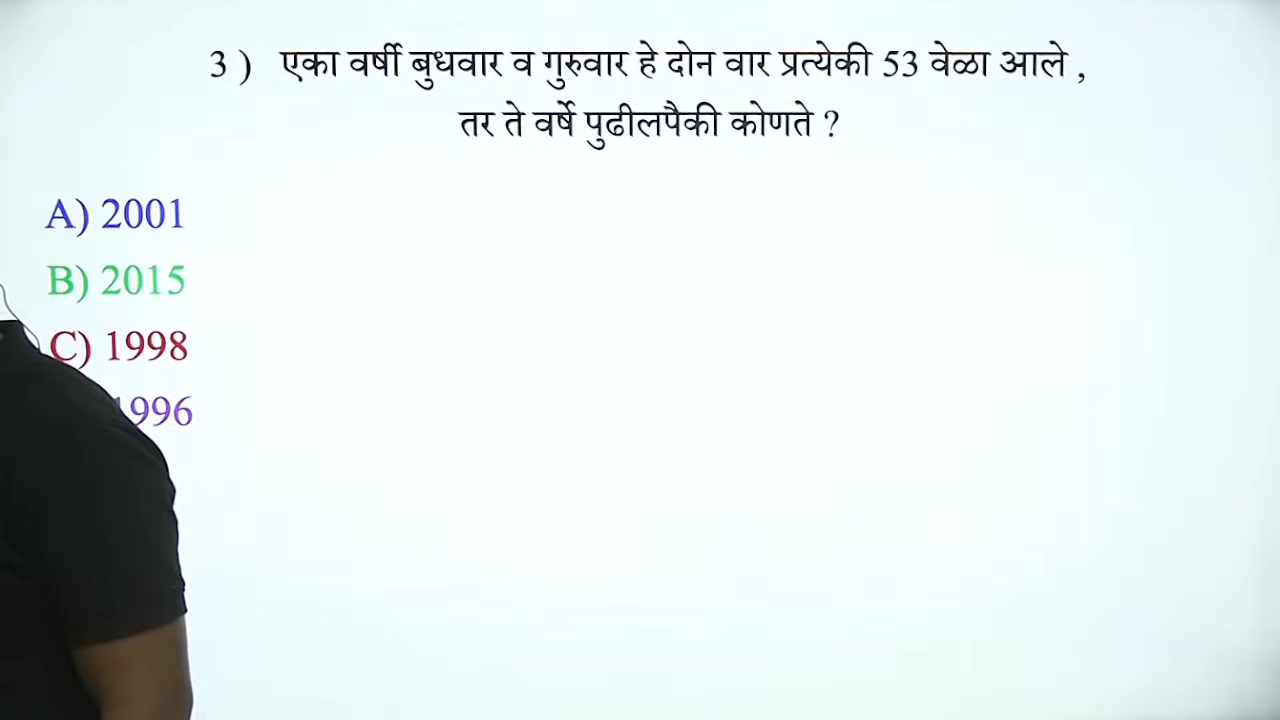 3 ) एका वर्षी बुधवार व गुरुवार हे दोन वार प्रत्येकी 53 वेळा आले ,
तर ते वर्षे पुढीलपैकी कोणते ?
A) 2001
B) 2015
C) 1998
1996